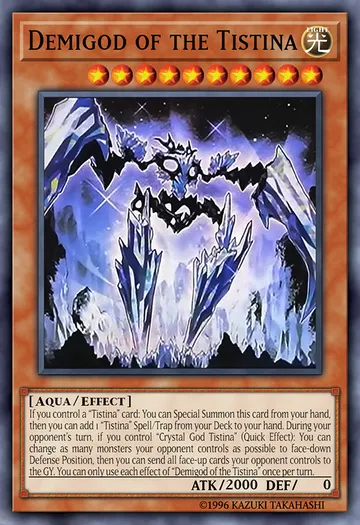 DEMIGOD OF THE TISTINA
LIGHT
光
[AQUA/EFFECT]
If you control a "Tistina" card: You can Special Summon this card from your hand,
then you can add 1 "Tistina" Spell/Trap from your Deck to your hand. During your
opponent's turn, if you control "Crystal God Tistina" (Quick Effect): You can
change as many monsters your opponent controls as possible to face-down
Defense Position, then you can send all face-up cards your opponent controls to
the GY. You can only use each effect of "Demigod of the Tistina" once per turn.
ATK/2000 DEF/ 0
©1996 KAZUKI TAKAHASHI